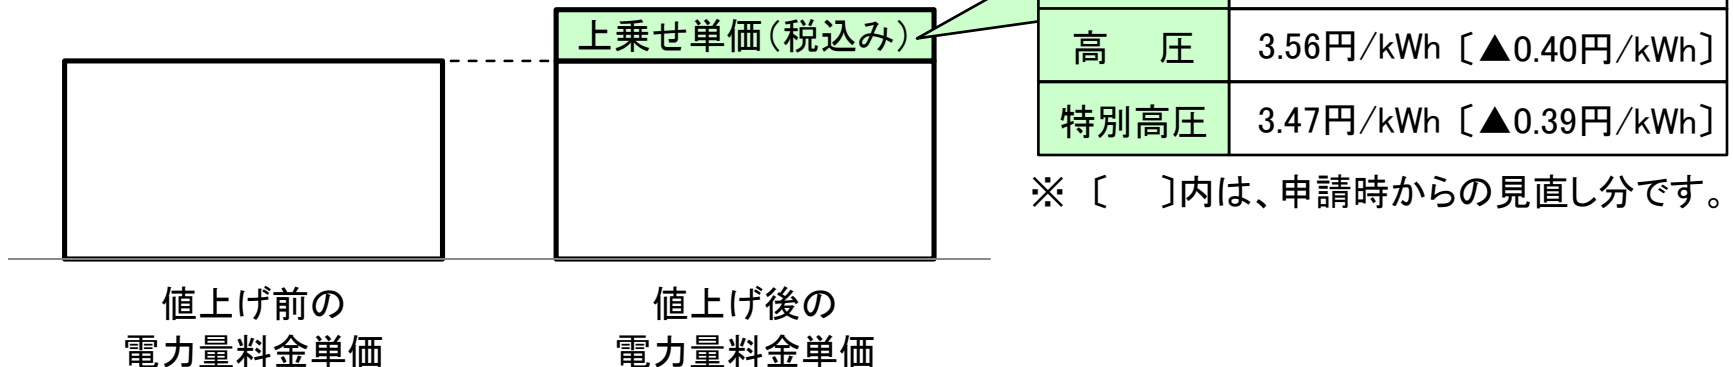 上乗せ単価(税込み)
高 圧 3.56円/kWh〔▲0.40円/kWh〕
特別高圧 3.47円/kWh〔▲0.39円/kWh〕
※〔 〕内は、申請時からの見直し分です。
値上げ前の
電力量料金単価
値上げ後の
電力量料金単価